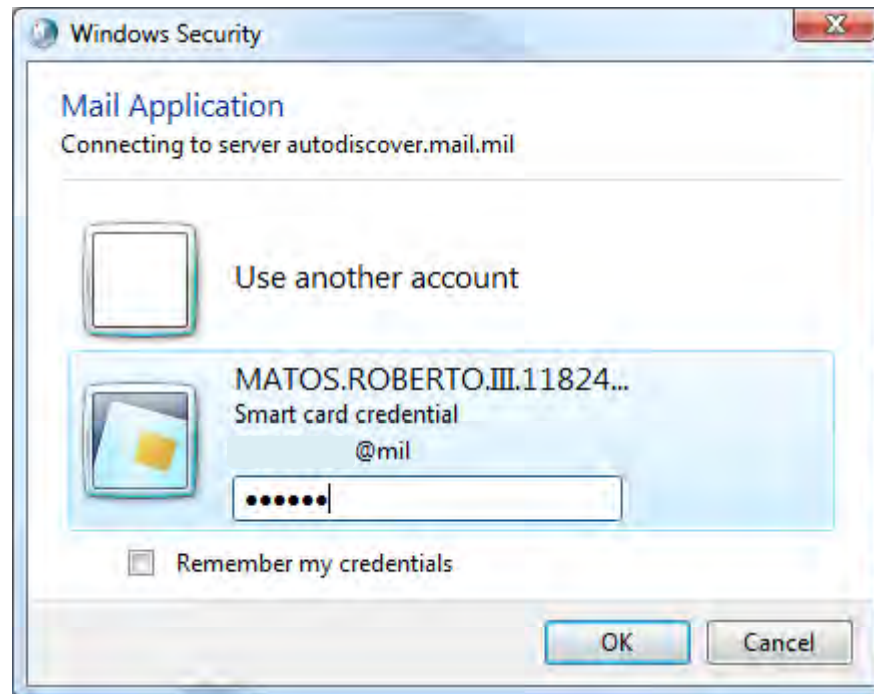 Windows Security
Mail Application
Connecting to server autodiscover.mail.mil
Use another account
MATOS.ROBERTO.III.11824...
Smart card credential
@mil
••••••
Remember my credentials
OK
Cancel